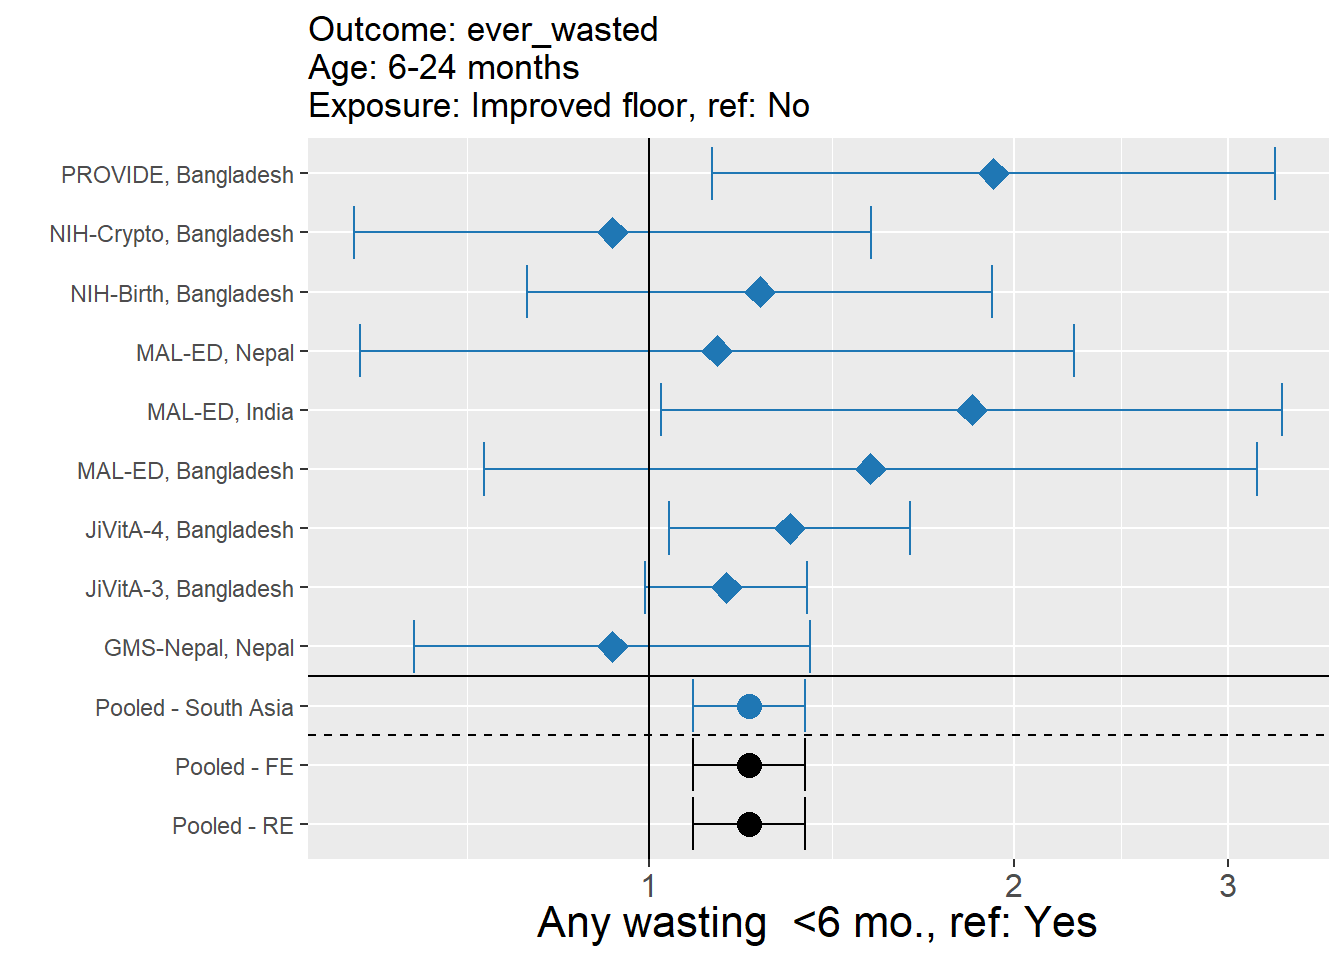 Outcome: ever_wasted
Age: 6-24 months
Exposure: Improved floor, ref: No
PROVIDE, Bangladesh
NIH-Crypto, Bangladesh
NIH-Birth, Bangladesh
MAL-ED, Nepal
MAL-ED, India
MAL-ED, Bangladesh
JiVitA-4, Bangladesh
JiVitA-3, Bangladesh
GMS-Nepal, Nepal
Pooled - South Asia
Pooled - FE
Pooled - RE
1 2 3
Any wasting  <6 mo., ref: Yes